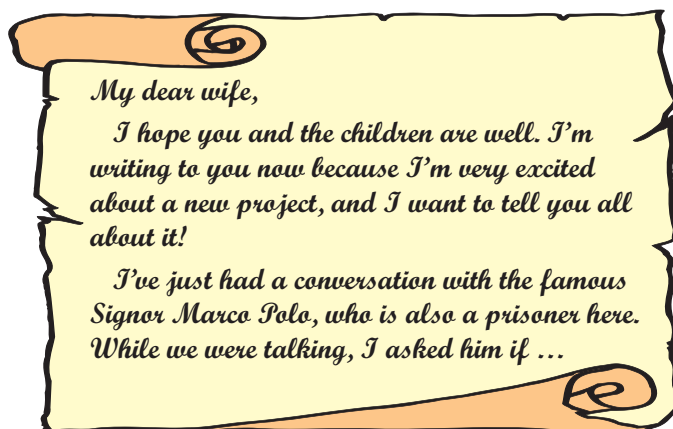 My dear wife,
I hope you and the children are well. I'm
writing to you now because I'm very excited
about a new project, and I want to tell you all
about it!
I've just had a conversation with the famous
Signor Marco Polo, who is also a prisoner here.
While we were talking, I asked him if ...